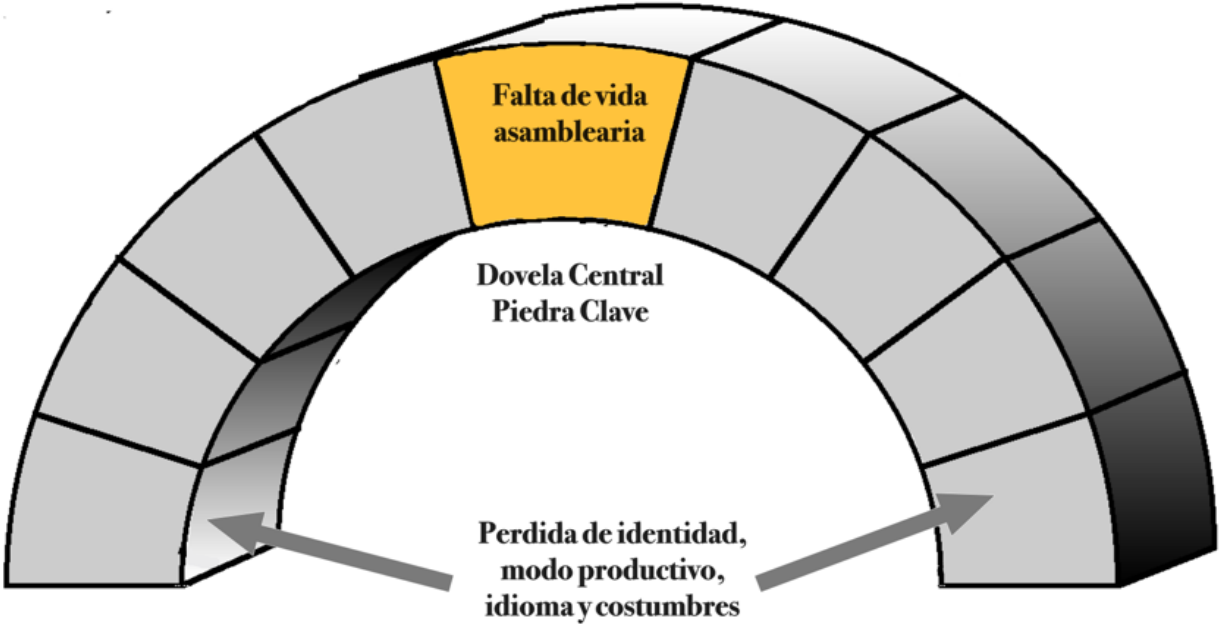 Falta de vida
asamblearia
Dovela Central
Piedra Clave
Perdida de identidad,
modo productivo,
idioma y costumbres